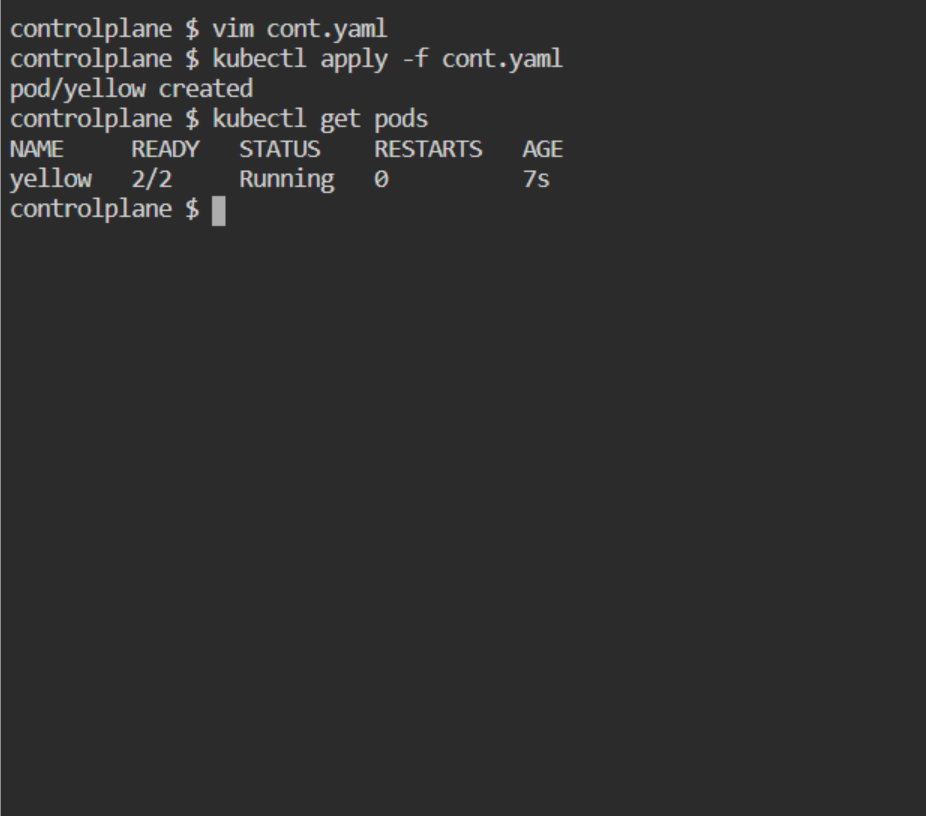 controlplane $ vim cont.yaml
controlplane $ kubectl apply -f cont.yaml
pod/yellow created
controlplane $ kubectl get pods
NAME     READY   STATUS    RESTARTS   AGE
yellow   2/2     Running   0          7s
controlplane $